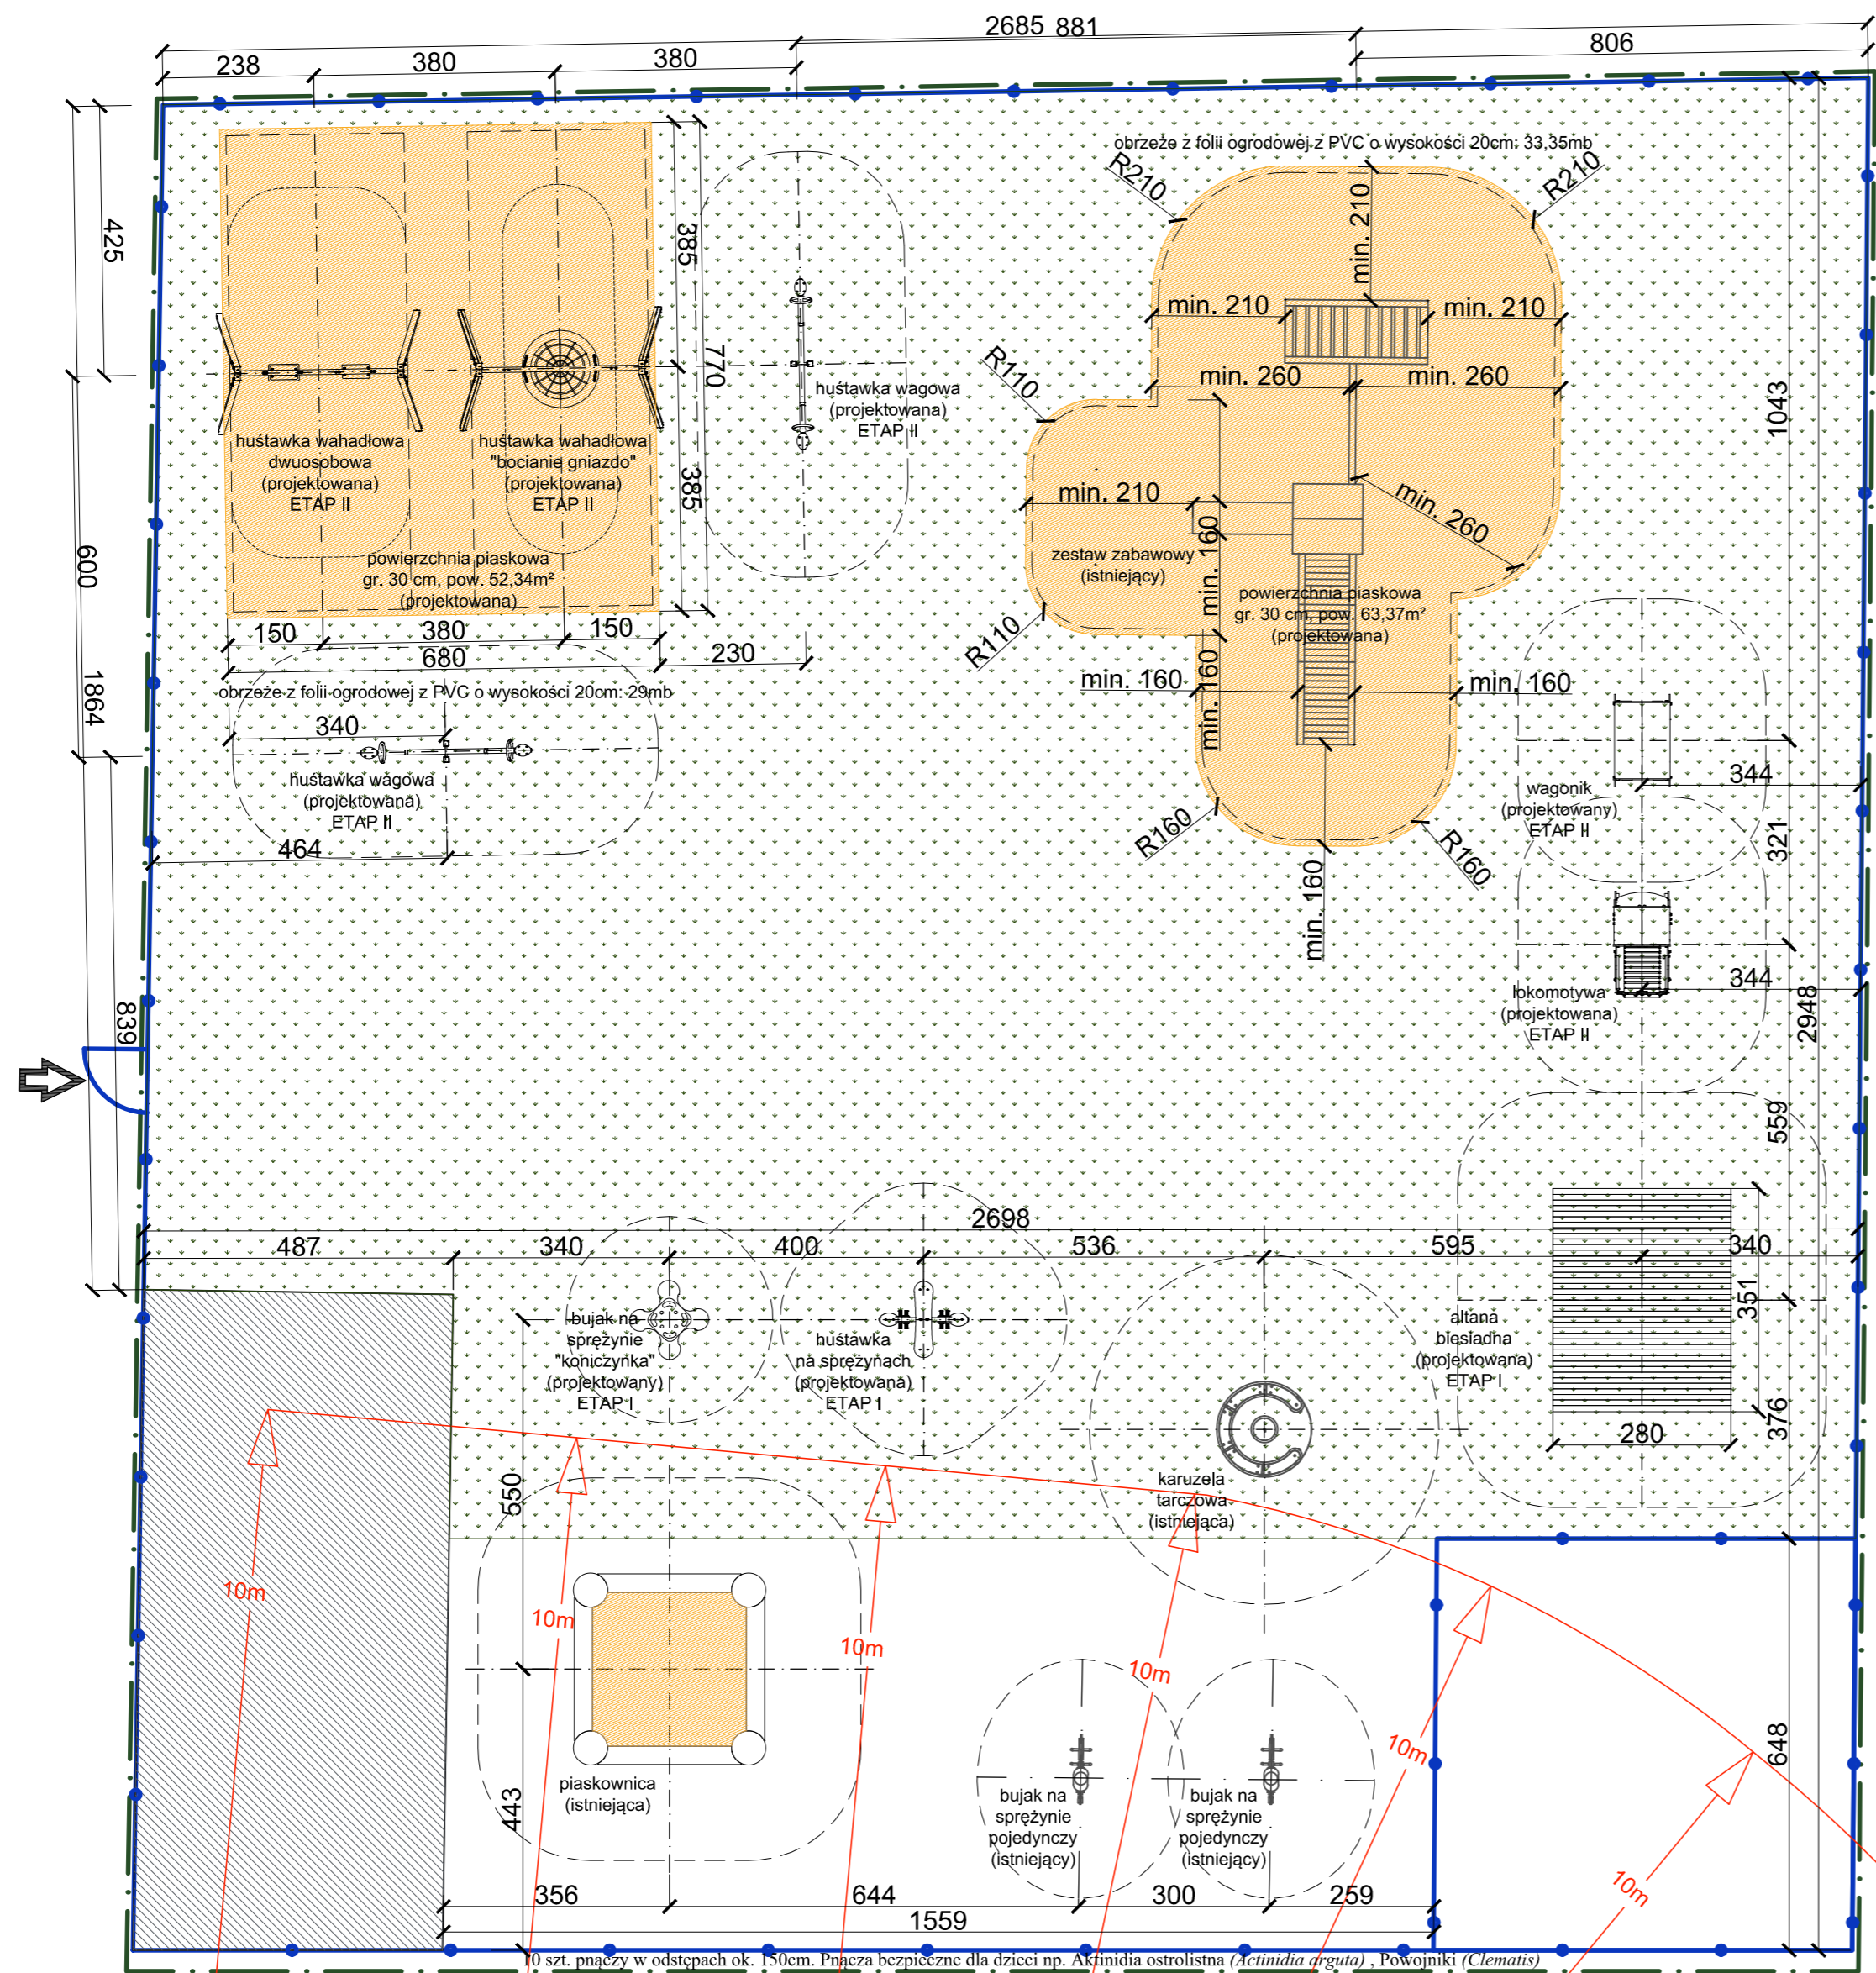 2685 881
806
238
380
380
obrzeże z folii ogrodowej z PVC o wysokości 20cm: 33,35mb
R210
R210
min. 210
425
385
770
385
min. 210
min. 210
R110
min. 260
min. 260
1043
huśtawka wagowa
(projektowana)
ETAP II
huśtawka wahadłowa
dwuosobowa
(projektowana)
ETAP II
huśtawka wahadłowa
"bocianie gniazdo"
(projektowana)
ETAP II
min. 210
min. 260
600
powierzchnia piaskowa
gr. 30 cm, pow. 52,34m²
(projektowana)
zestaw zabawowy
(istniejący)
min. 160
powierzchnia piaskowa
gr. 30 cm, pow. 63,37m²
(projektowana)
150
380
150
680
230
R110
1864
obrzeże z folii ogrodowej z PVC o wysokości 20cm: 29mb
min. 160
min. 160
min. 160
340
huśtawka wagowa
(projektowana)
ETAP II
464
344
wagonik
(projektowany)
ETAP II
321
R160
R160
min. 160
344
lokomotywa
(projektowana)
ETAP II
2948
839
559
2698
487
340
400
536
595
340
351
bujak na
sprężynie
"koniczynka"
(projektowany)
ETAP I
huśtawka
na sprężynach
(projektowana)
ETAP I
altana
biesiadna
(projektowana)
ETAP I
376
280
karuzela
tarczowa
(istniejąca)
550
10m
10m
10m
10m
10m
10m
648
piaskownica
(istniejąca)
443
bujak na
sprężynie
pojedynczy
(istniejący)
bujak na
sprężynie
pojedynczy
(istniejący)
356
644
300
259
1559
10 szt. pnączy w odstępach ok. 150cm. Pnącza bezpieczne dla dzieci np. Aktinidia ostrolistna (Actinidia arguta) , Powojniki (Clematis)